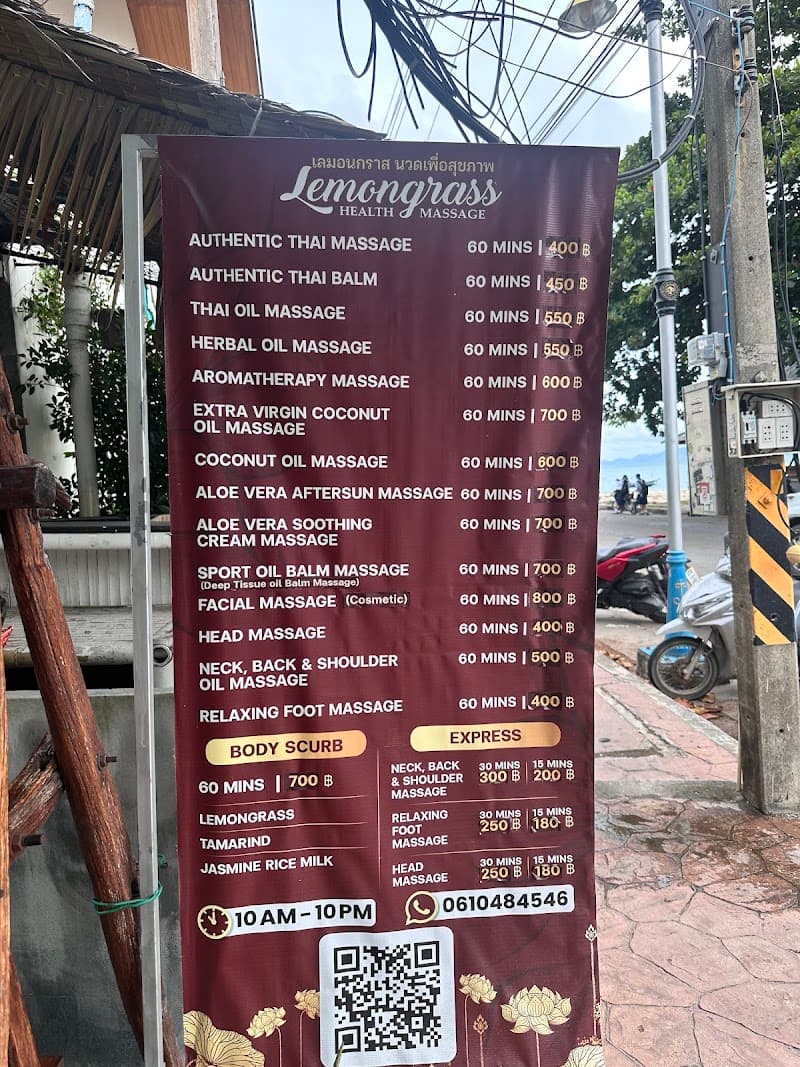 เลมอนกราส นวดเพื่อสุขภาพ
Lemongrass
HEALTH MASSAGE
AUTHENTIC THAI MASSAGE 60 MINS | 400 ฿
AUTHENTIC THAI BALM 60 MINS | 450 ฿
THAI OIL MASSAGE 60 MINS | 550 ฿
HERBAL OIL MASSAGE 60 MINS | 550 ฿
AROMATHERAPY MASSAGE 60 MINS | 600 ฿
EXTRA VIRGIN COCONUT 60 MINS | 700 ฿
OIL MASSAGE
COCONUT OIL MASSAGE 60 MINS | 600 ฿
ALOE VERA AFTERSUN MASSAGE 60 MINS | 700 ฿
ALOE VERA SOOTHING 60 MINS | 700 ฿
CREAM MASSAGE
SPORT OIL BALM MASSAGE 60 MINS | 700 ฿
(Deep Tissue oil Balm Massage)
FACIAL MASSAGE (Cosmetic) 60 MINS | 800 ฿
HEAD MASSAGE 60 MINS | 400 ฿
NECK, BACK & SHOULDER 60 MINS | 500 ฿
OIL MASSAGE
RELAXING FOOT MASSAGE 60 MINS | 400 ฿
BODY SCURB
60 MINS | 700 ฿
LEMONGRASS
TAMARIND
JASMINE RICE MILK
EXPRESS
NECK, BACK 30 MINS | 15 MINS
& SHOULDER 300 ฿ | 200 ฿
MASSAGE
RELAXING 30 MINS | 15 MINS
FOOT 250 ฿ | 180 ฿
MASSAGE
HEAD 30 MINS | 15 MINS
MASSAGE 250 ฿ | 180 ฿
10 AM - 10 PM
0610484546